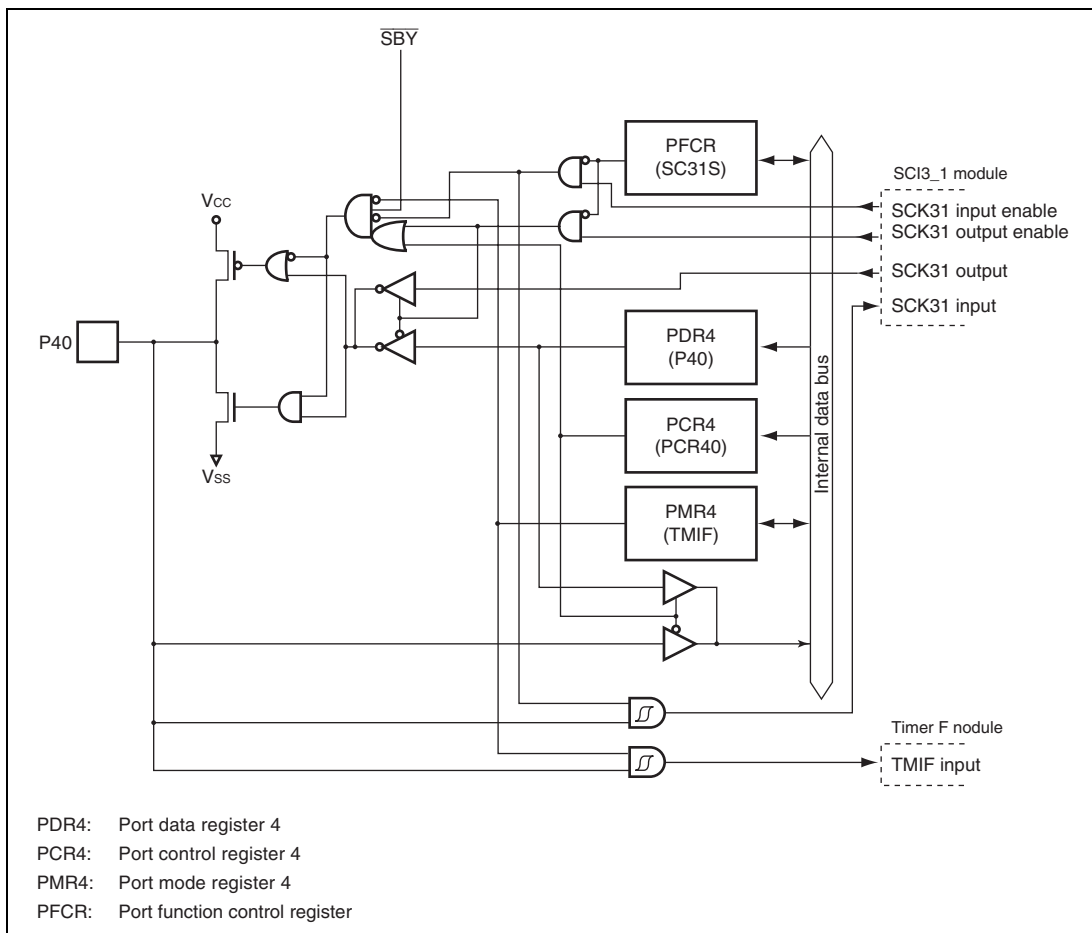 SBY
PFCR
(SC31S)
SCI3_1 module
SCK31 input enable
SCK31 output enable
SCK31 output
SCK31 input
VCC
P40
VSS
PDR4
(P40)
PCR4
(PCR40)
PMR4
(TMIF)
Internal data bus
Timer F nodule
TMIF input
PDR4: Port data register 4
PCR4: Port control register 4
PMR4: Port mode register 4
PFCR: Port function control register